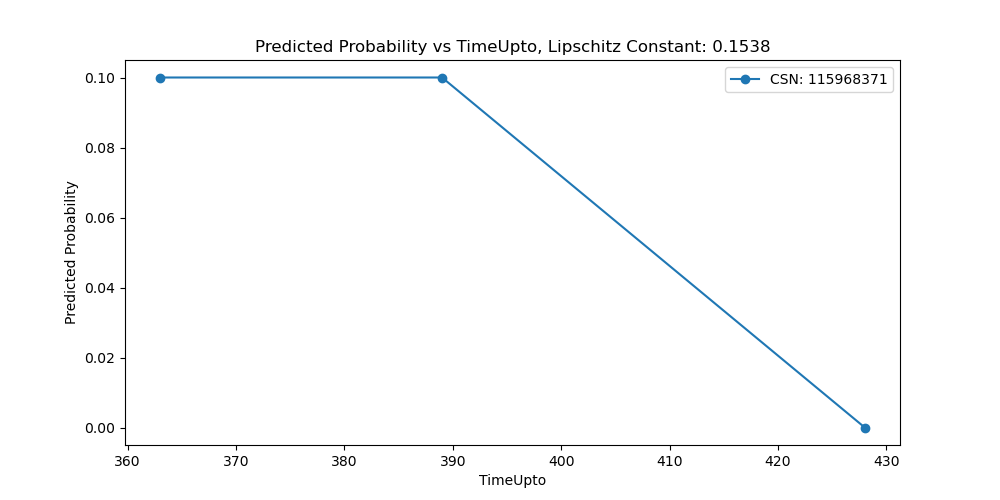 Predicted Probability vs TimeUpto, Lipschitz Constant: 0.1538
CSN: 115968371
0.10
0.08
0.06
0.04
0.02
0.00
Predicted Probability
360 370 380 390 400 410 420 430
TimeUpto